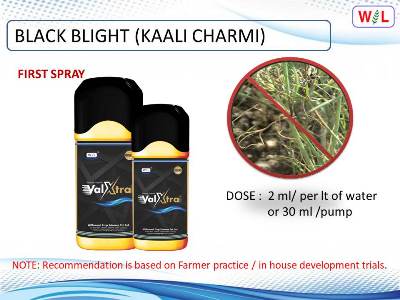 W L
BLACK BLIGHT (KAALI CHARMI)
FIRST SPRAY
ValXtra
ValXtra
DOSE : 2 ml/ per lt of water
or 30 ml /pump
NOTE: Recommendation is based on Farmer practice / in house development trials.